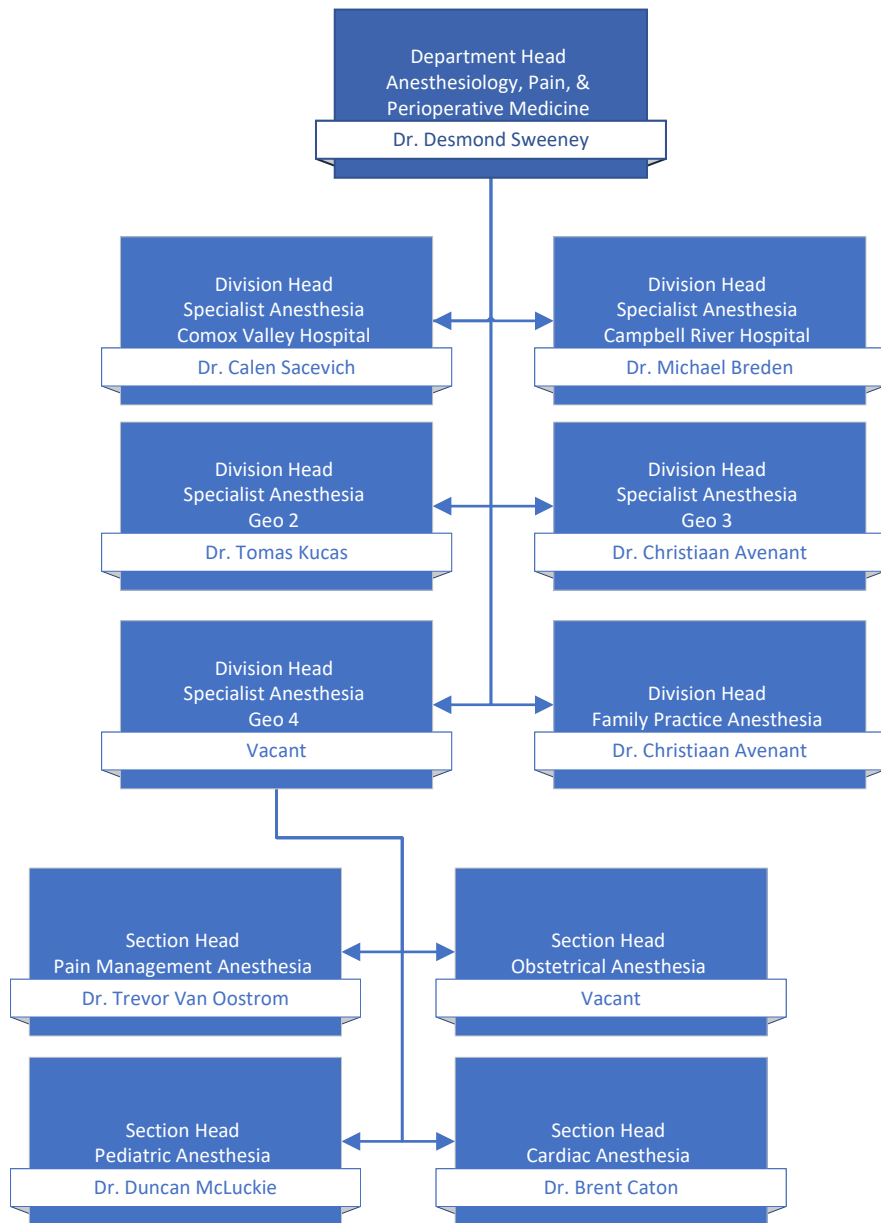 Department Head
Anesthesiology, Pain, &
Perioperative Medicine
Dr. Desmond Sweeney
Division Head
Specialist Anesthesia
Comox Valley Hospital
Dr. Calen Sacevich
Division Head
Specialist Anesthesia
Campbell River Hospital
Dr. Michael Breden
Division Head
Specialist Anesthesia
Geo 2
Dr. Tomas Kucas
Division Head
Specialist Anesthesia
Geo 3
Dr. Christiaan Avenant
Division Head
Specialist Anesthesia
Geo 4
Vacant
Division Head
Family Practice Anesthesia
Dr. Christiaan Avenant
Section Head
Pain Management Anesthesia
Dr. Trevor Van Oostrom
Section Head
Obstetrical Anesthesia
Vacant
Section Head
Pediatric Anesthesia
Dr. Duncan McLuckie
Section Head
Cardiac Anesthesia
Dr. Brent Caton